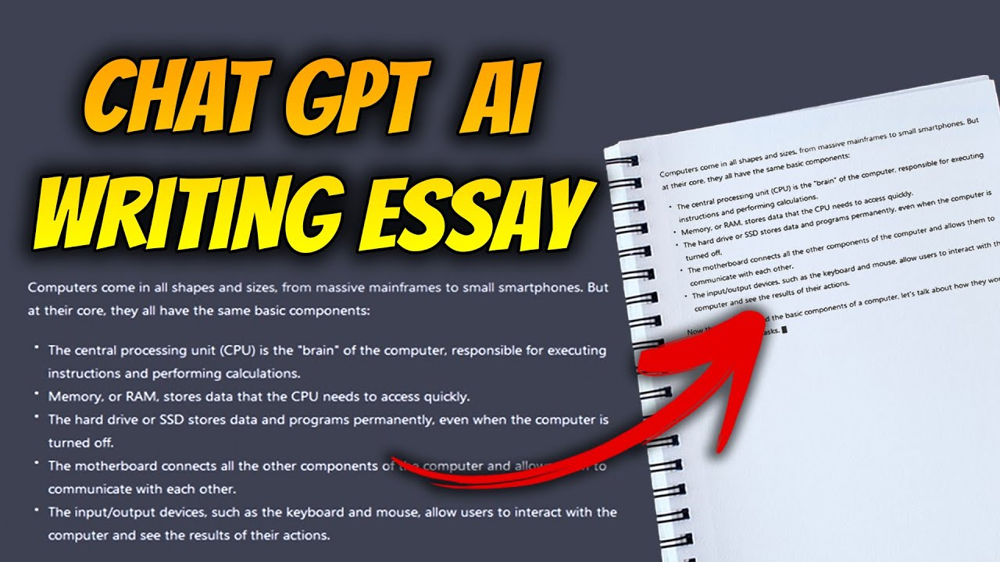 CHAT GPT AI
WRITING ESSAY
Computers come in all shapes and sizes, from massive mainframes to small smartphones. But
at their core, they all have the same basic components:
• The central processing unit (CPU) is the "brain" of the computer, responsible for executing
instructions and performing calculations.
• Memory, or RAM, stores data that the CPU needs to access quickly.
• The hard drive or SSD stores data and programs permanently, even when the computer is
turned off.
• The motherboard connects all the other components of the computer and allows them to
communicate with each other.
• The input/output devices, such as the keyboard and mouse, allow users to interact with the
computer and see the results of their actions.
Computers come in all shapes and sizes, from massive mainframes to small smartphones. But
at their core, they all have the same basic components:
• The central processing unit (CPU) is the "brain" of the computer, responsible for executing
instructions and performing calculations.
• Memory, or RAM, stores data that the CPU needs to access quickly.
• The hard drive or SSD stores data and programs permanently, even when the computer is
turned off.
• The motherboard connects all the other components of the computer and allows them to
communicate with each other.
• The input/output devices, such as the keyboard and mouse, allow users to interact with the
computer and see the results of their actions.
the basic components of a computer, let's talk about how they